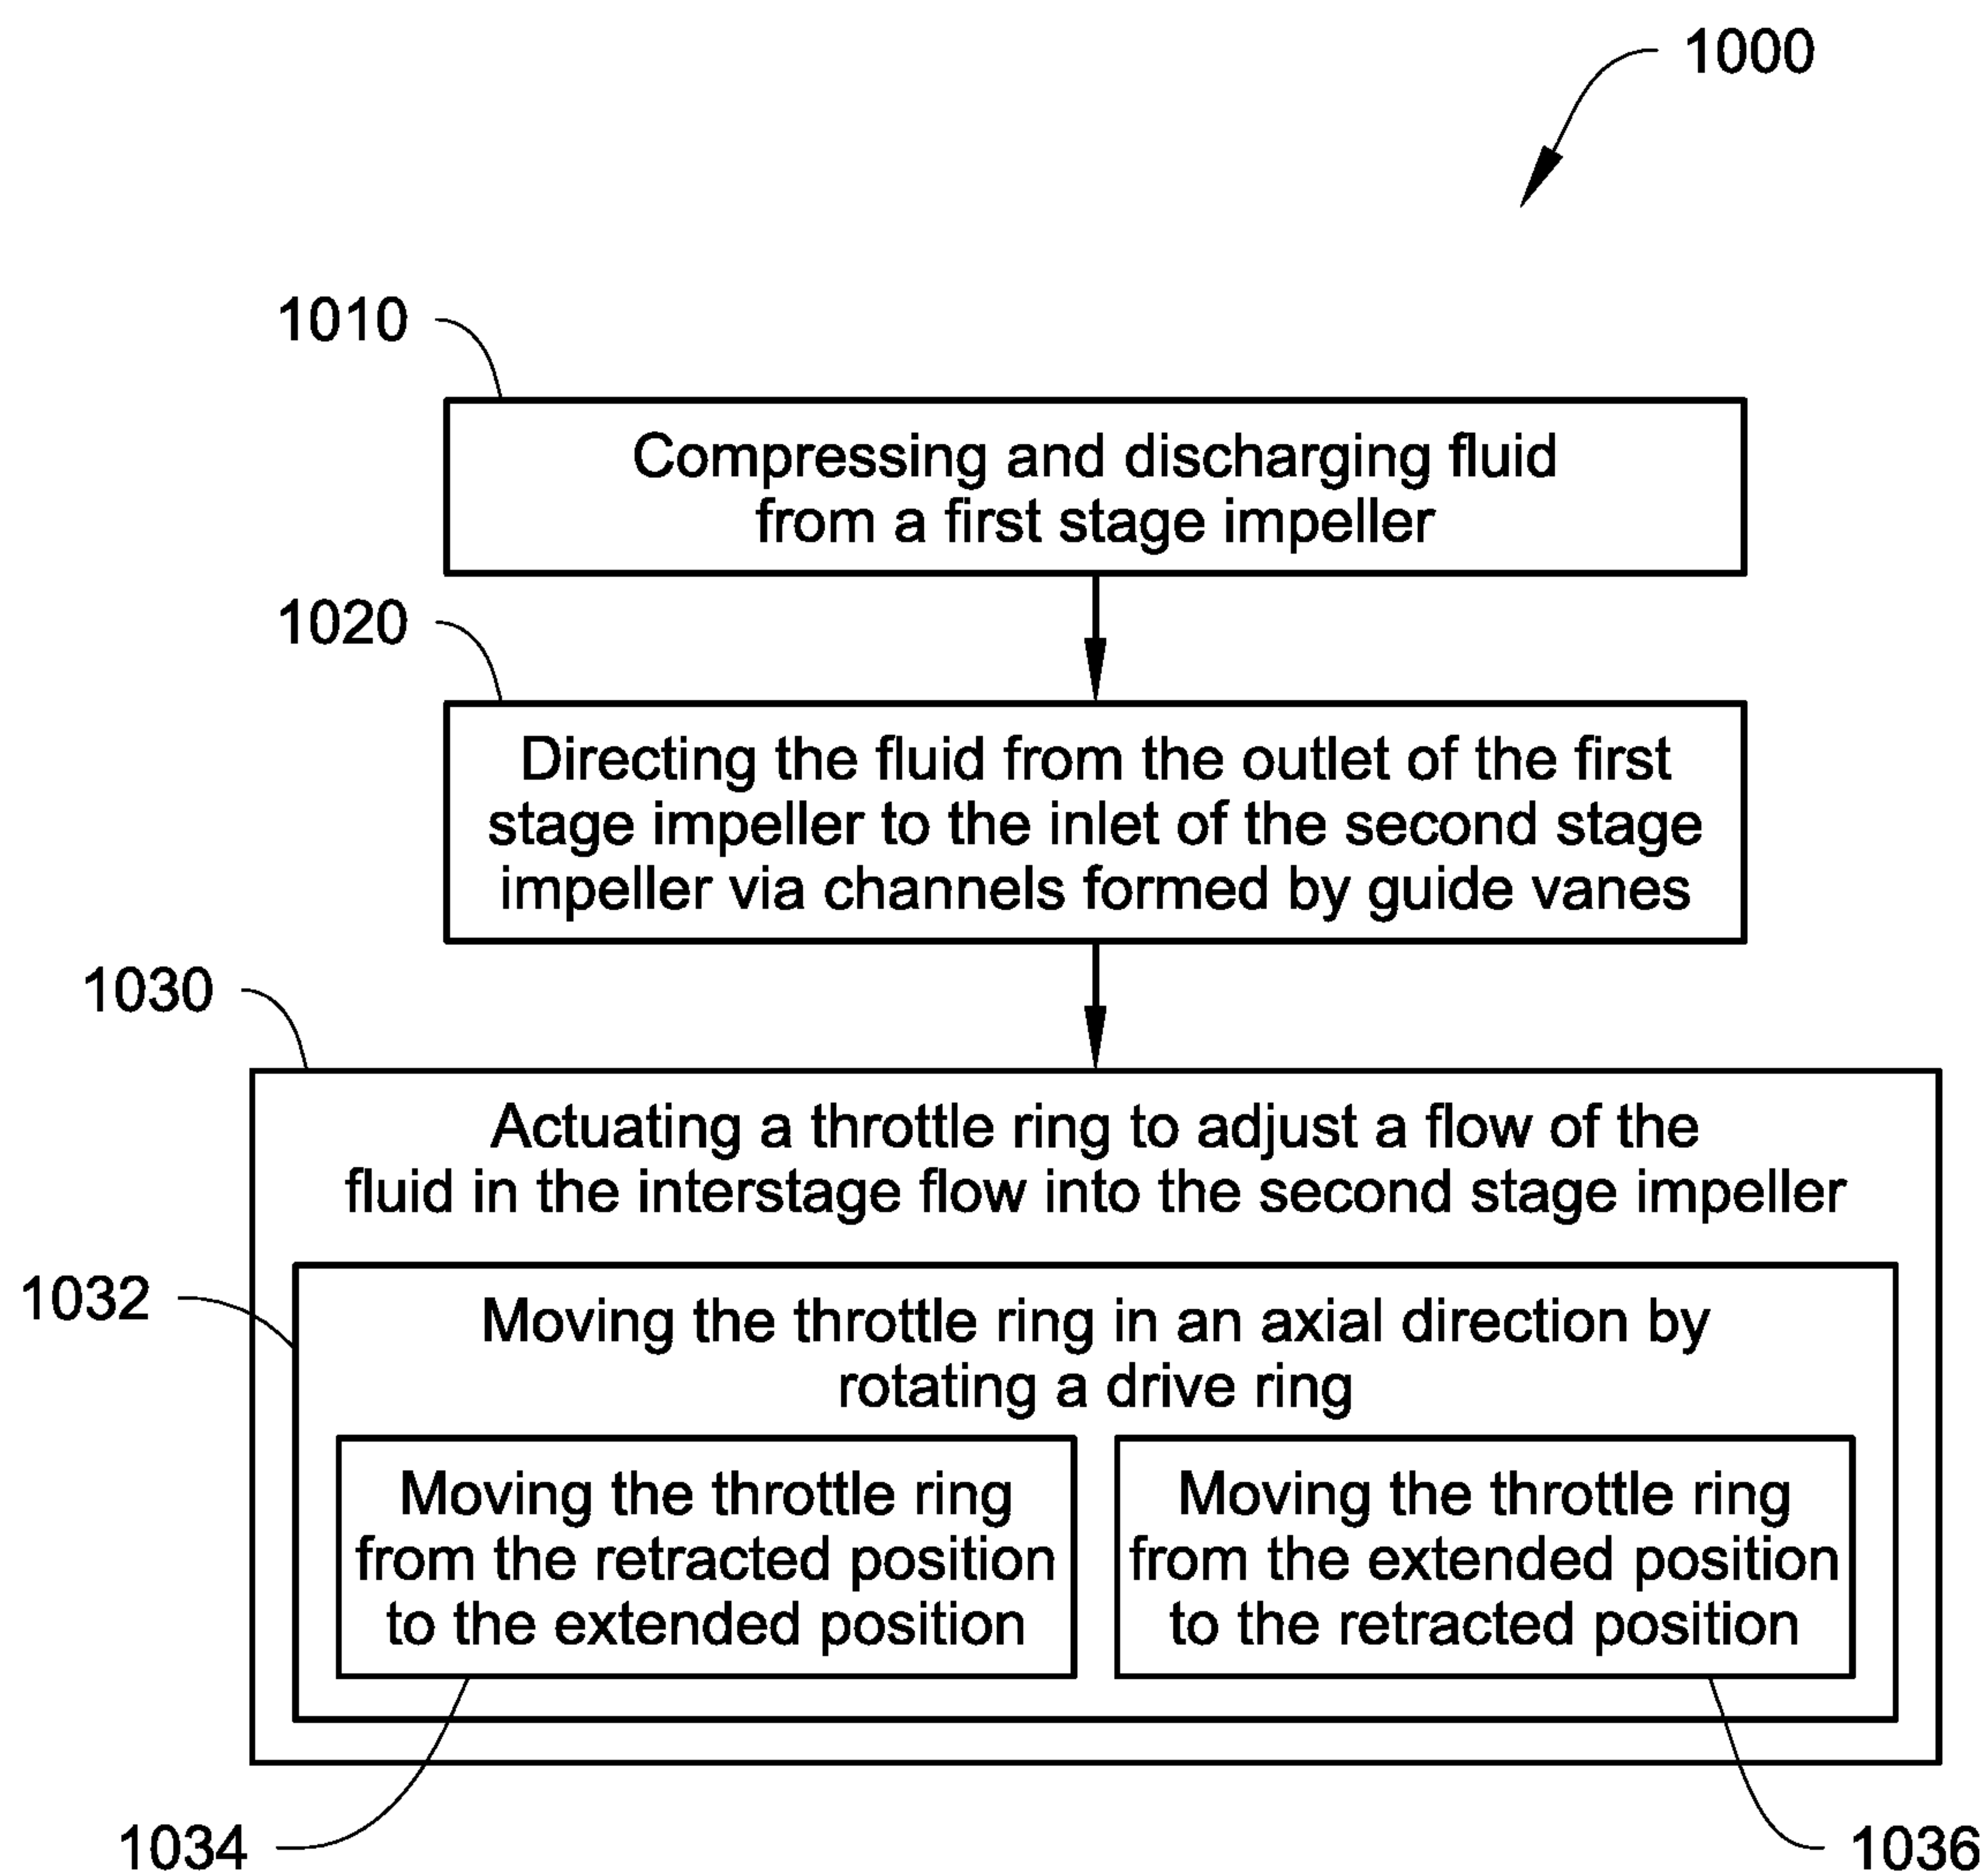 1000
1010
Compressing and discharging fluid
from a first stage impeller
1020
Directing the fluid from the outlet of the first
stage impeller to the inlet of the second stage
impeller via channels formed by guide vanes
1030
Actuating a throttle ring to adjust a flow of the
fluid in the interstage flow into the second stage impeller
1032
Moving the throttle ring in an axial direction by
rotating a drive ring
Moving the throttle ring
from the retracted position
to the extended position
Moving the throttle ring
from the extended position
to the retracted position
1034
1036